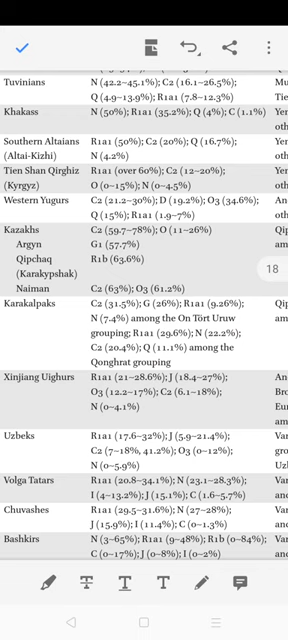 Tuvinians N (42.2–45.1%); C2 (16.1–26.5%); Mu
Q (4.9–13.9%); R1a1 (7.8–12.3%) Tie
Khakass N (50%); R1a1 (35.2%); Q (4%); C (1.1%) Yen
oth
Southern Altaians R1a1 (50%); C2 (20%); Q (16.7%); Yen
(Altai-Kizhi) N (4.2%) oth
Tien Shan Qirghiz R1a1 (over 60%); C2 (12–20%); Yen
(Kyrgyz) O (0–15%); N (0–4.5%) oth
Western Yugurs C2 (21.2–30%); D (19.2%); O3 (34.6%); An
Q (15%); R1a1 (1.9–7%) oth
Kazakhs C2 (59.7–78%); O (11–26%) Qip
Argyn G1 (57.7%) am
Qipchaq R1b (63.6%)
(Karakypshak)
Naiman C2 (63%); O3 (61.2%)
18
Karakalpaks C2 (31.5%); G (26%); R1a1 (9.26%); Qip
N (7.4%) among the On Tört Uruw am
grouping; R1a1 (29.6%); N (22.2%);
C2 (20.4%); Q (11.1%) among the
Qonghrat grouping
Xinjiang Uighurs R1a1 (21–28.6%); J (18.4–27%); An
O3 (12.2–17%); C2 (6.1–18%); Bro
N (0–4.1%) Eur
am
Uzbeks R1a1 (17.6–32%); J (5.9–21.4%); Var
C2 (7–18%, 41.2%); O3 (0–12%); gro
N (0–5.9%) Uzb
Volga Tatars R1a1 (20.8–34.1%); N (23.1–28.3%); Var
I (4–13.2%); J (15.1%); C (1.6–5.7%) and
Chuvashes R1a1 (29.5–31.6%); N (27–28%); Var
J (15.9%); I (11.4%); C (0–1.3%) and
Bashkirs N (3–65%); R1a1 (9–48%); R1b (0–84%); Var
C (0–17%); J (0–8%); I (0–2%) and